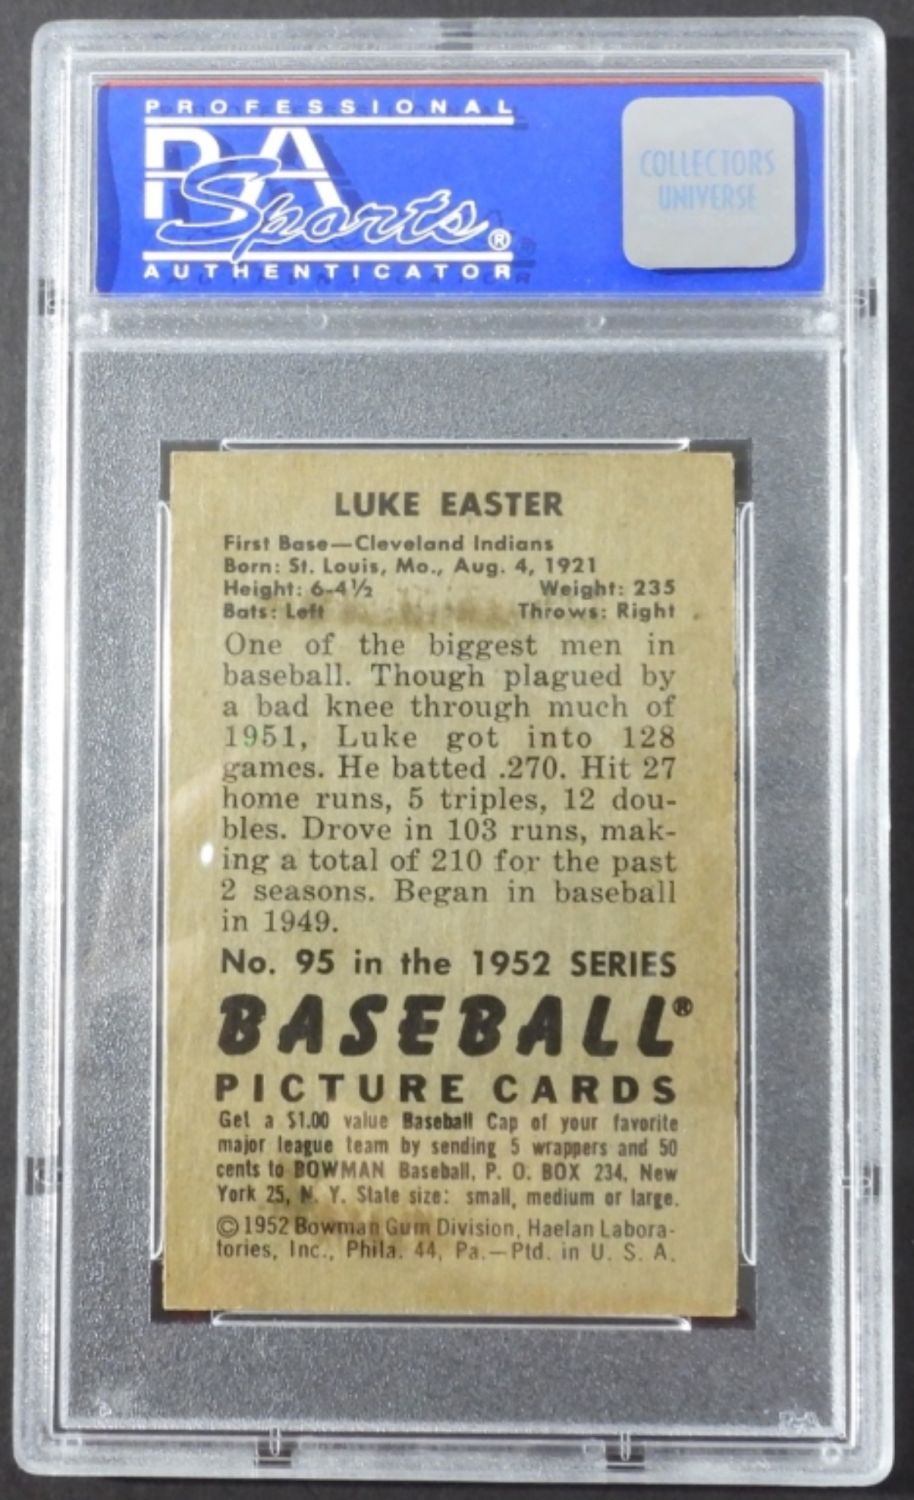 PROFESSIONAL
PSA
Sports®
AUTHENTICATOR
COLLECTORS
UNIVERSE
LUKE EASTER
First Base—Cleveland Indians
Born: St. Louis, Mo., Aug. 4, 1921
Height: 6-4½ Weight: 235
Bats: Left Throws: Right
One of the biggest men in
baseball. Though plagued by
a bad knee through much of
1951, Luke got into 128
games. He batted .270. Hit 27
home runs, 5 triples, 12 dou-
bles. Drove in 103 runs, mak-
ing a total of 210 for the past
2 seasons. Began in baseball
in 1949.
No. 95 in the 1952 SERIES
BASEBALL®
PICTURE CARDS
Get a $1.00 value Baseball Cap of your favorite
major league team by sending 5 wrappers and 50
cents to BOWMAN Baseball, P. O. BOX 234, New
York 25, N. Y. State size: small, medium or large.
©1952 Bowman Gum Division, Haelan Labora-
tories, Inc., Phila. 44, Pa.—Ptd. in U. S. A.
PSA